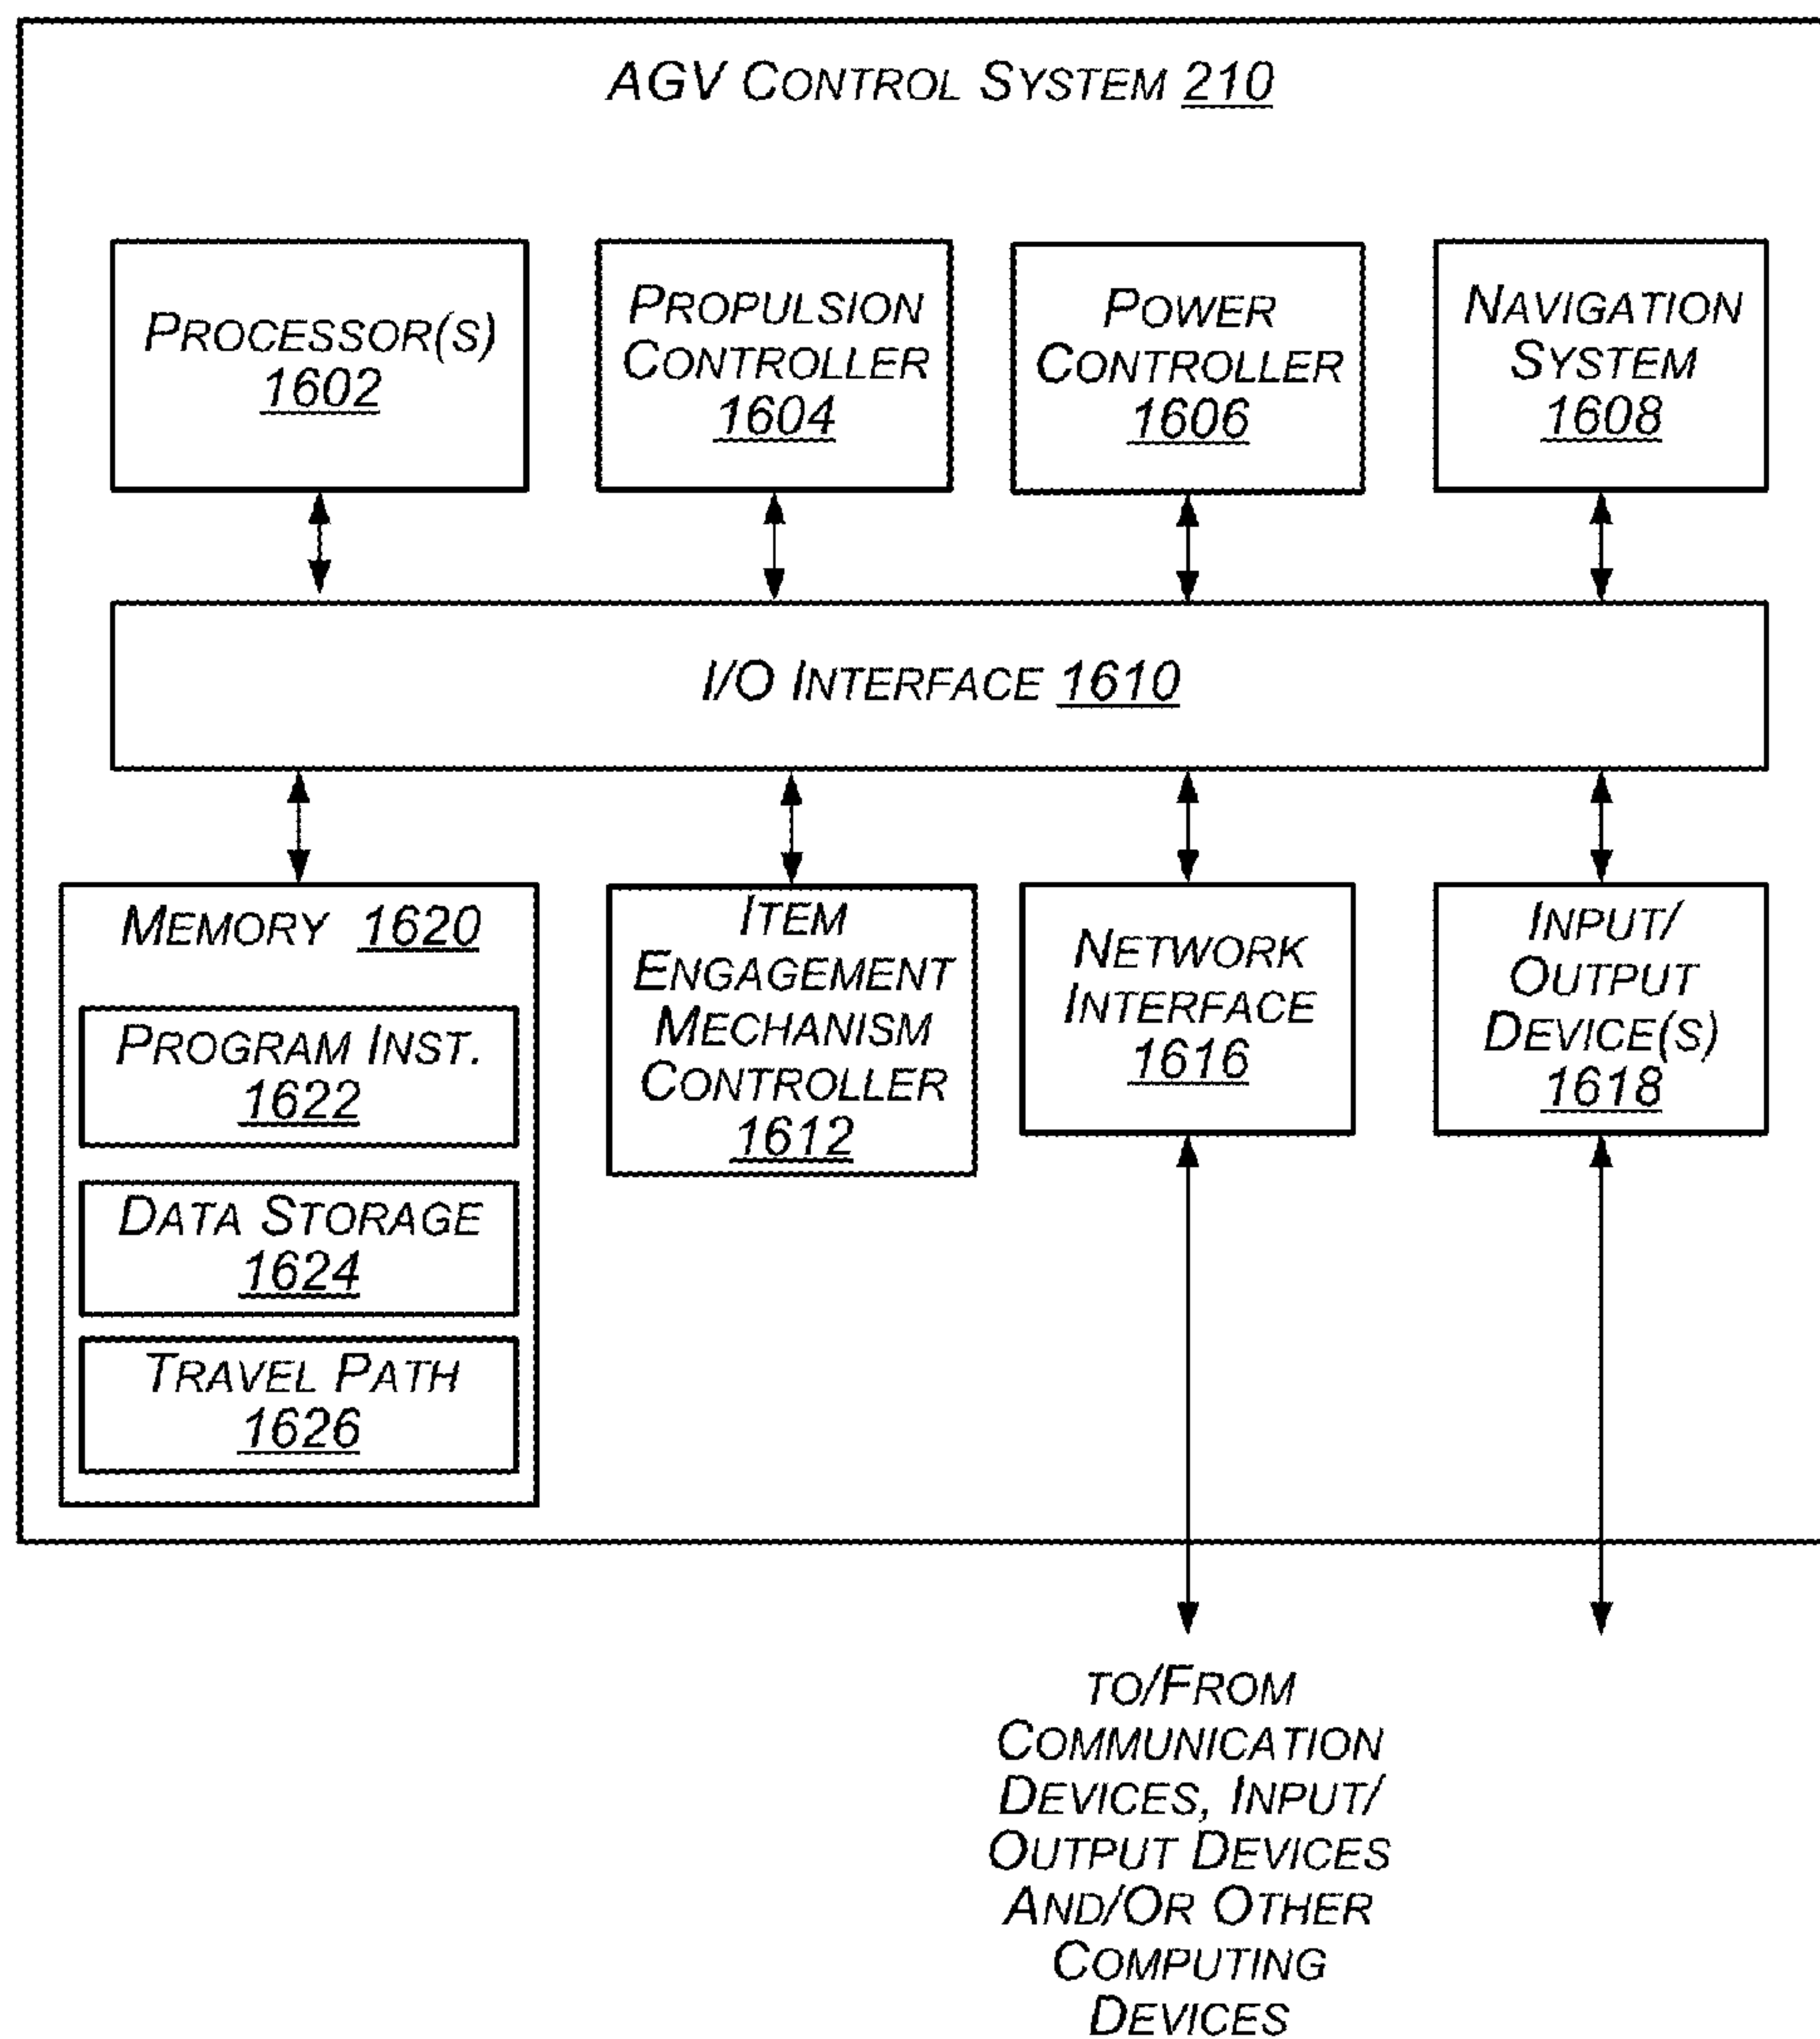 AGV CONTROL SYSTEM 210
PROCESSOR(S)
1602
PROPULSION
CONTROLLER
1604
POWER
CONTROLLER
1606
NAVIGATION
SYSTEM
1608
I/O INTERFACE 1610
MEMORY 1620
PROGRAM INST.
1622
DATA STORAGE
1624
TRAVEL PATH
1626
ITEM
ENGAGEMENT
MECHANISM
CONTROLLER
1612
NETWORK
INTERFACE
1616
INPUT/
OUTPUT
DEVICE(S)
1618
TO/FROM
COMMUNICATION
DEVICES, INPUT/
OUTPUT DEVICES
AND/OR OTHER
COMPUTING
DEVICES